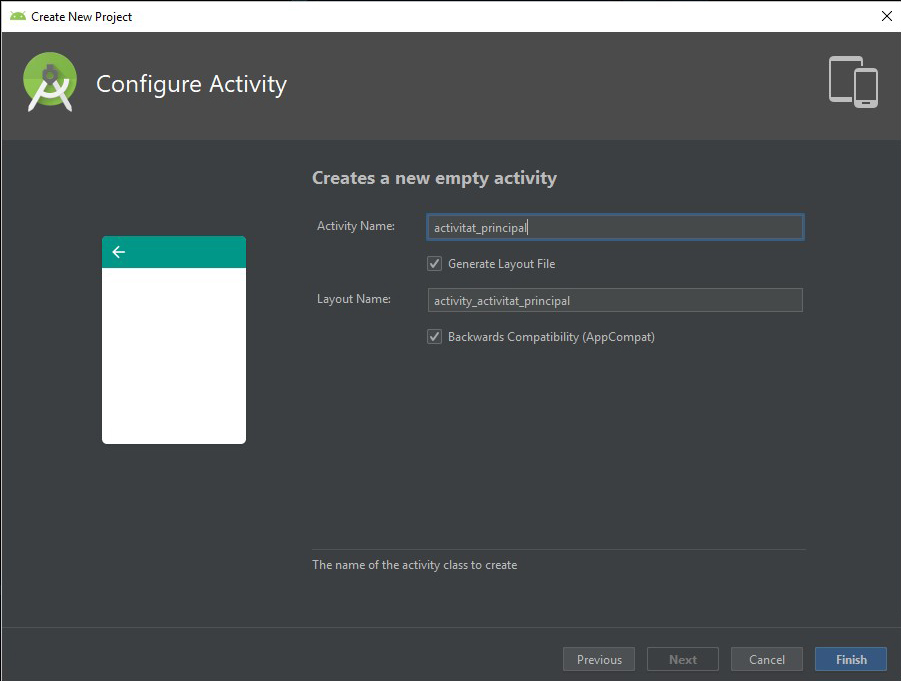 Create New Project
Configure Activity
Creates a new empty activity
Activity Name: activitat_principal
Generate Layout File
Layout Name: activity_activitat_principal
Backwards Compatibility (AppCompat)
The name of the activity class to create
Previous Next Cancel Finish